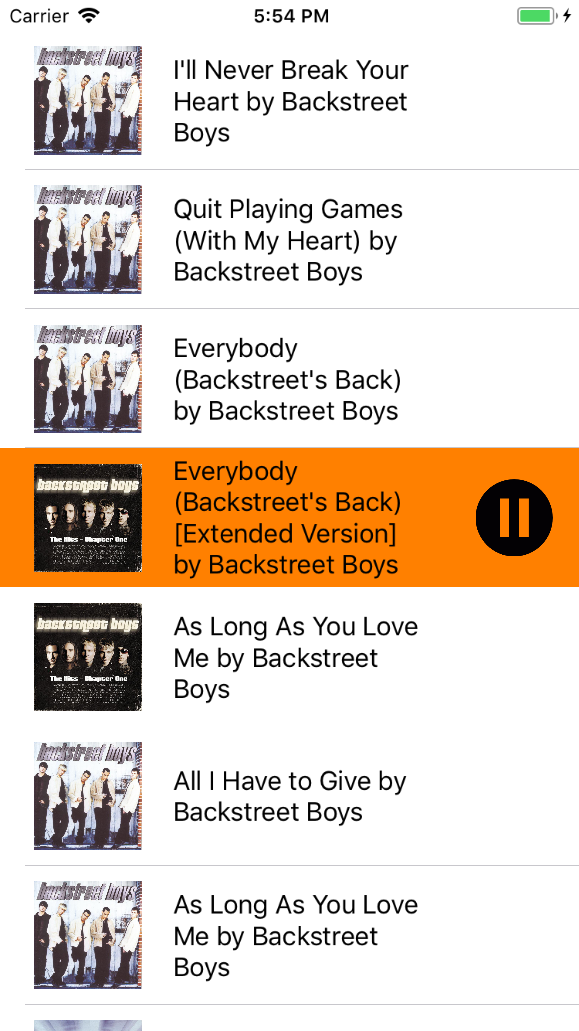 Carrier 5:54 PM
backstreet boys
I'll Never Break Your
Heart by Backstreet
Boys
backstreet boys
Quit Playing Games
(With My Heart) by
Backstreet Boys
backstreet boys
Everybody
(Backstreet's Back)
by Backstreet Boys
backstreet boys
The Hits - Chapter One
Everybody
(Backstreet's Back)
[Extended Version]
by Backstreet Boys
backstreet boys
The Hits - Chapter One
As Long As You Love
Me by Backstreet
Boys
backstreet boys
All I Have to Give by
Backstreet Boys
backstreet boys
As Long As You Love
Me by Backstreet
Boys